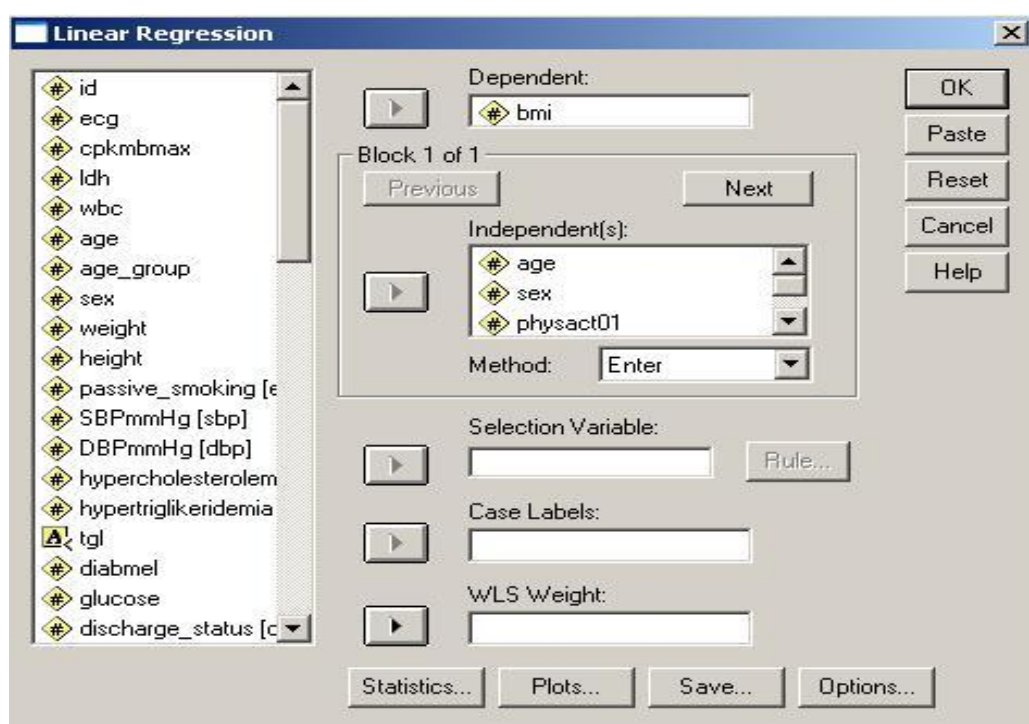 Linear Regression
id
ecg
cpkmbmax
ldh
wbc
age
age_group
sex
weight
height
passive_smoking [e
SBPmmHg [sbp]
DBPmmHg [dbp]
hypercholesterolem
hypertriglikeridemia
tgl
diabmel
glucose
discharge_status [c
Dependent:
bmi
Block 1 of 1
Previous
Next
Independent(s):
age
sex
physact01
Method:
Enter
Selection Variable:
Rule...
Case Labels:
WLS Weight:
Statistics...
Plots...
Save...
Options...
OK
Paste
Reset
Cancel
Help